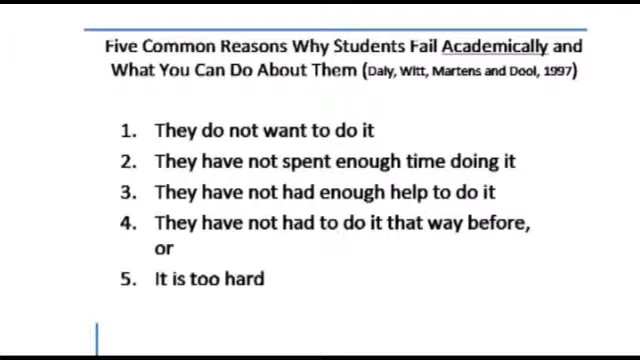 Five Common Reasons Why Students Fail Academically and
What You Can Do About Them (Daly, Witt, Martens and Dool, 1997)
1. They do not want to do it
2. They have not spent enough time doing it
3. They have not had enough help to do it
4. They have not had to do it that way before,
or
5. It is too hard